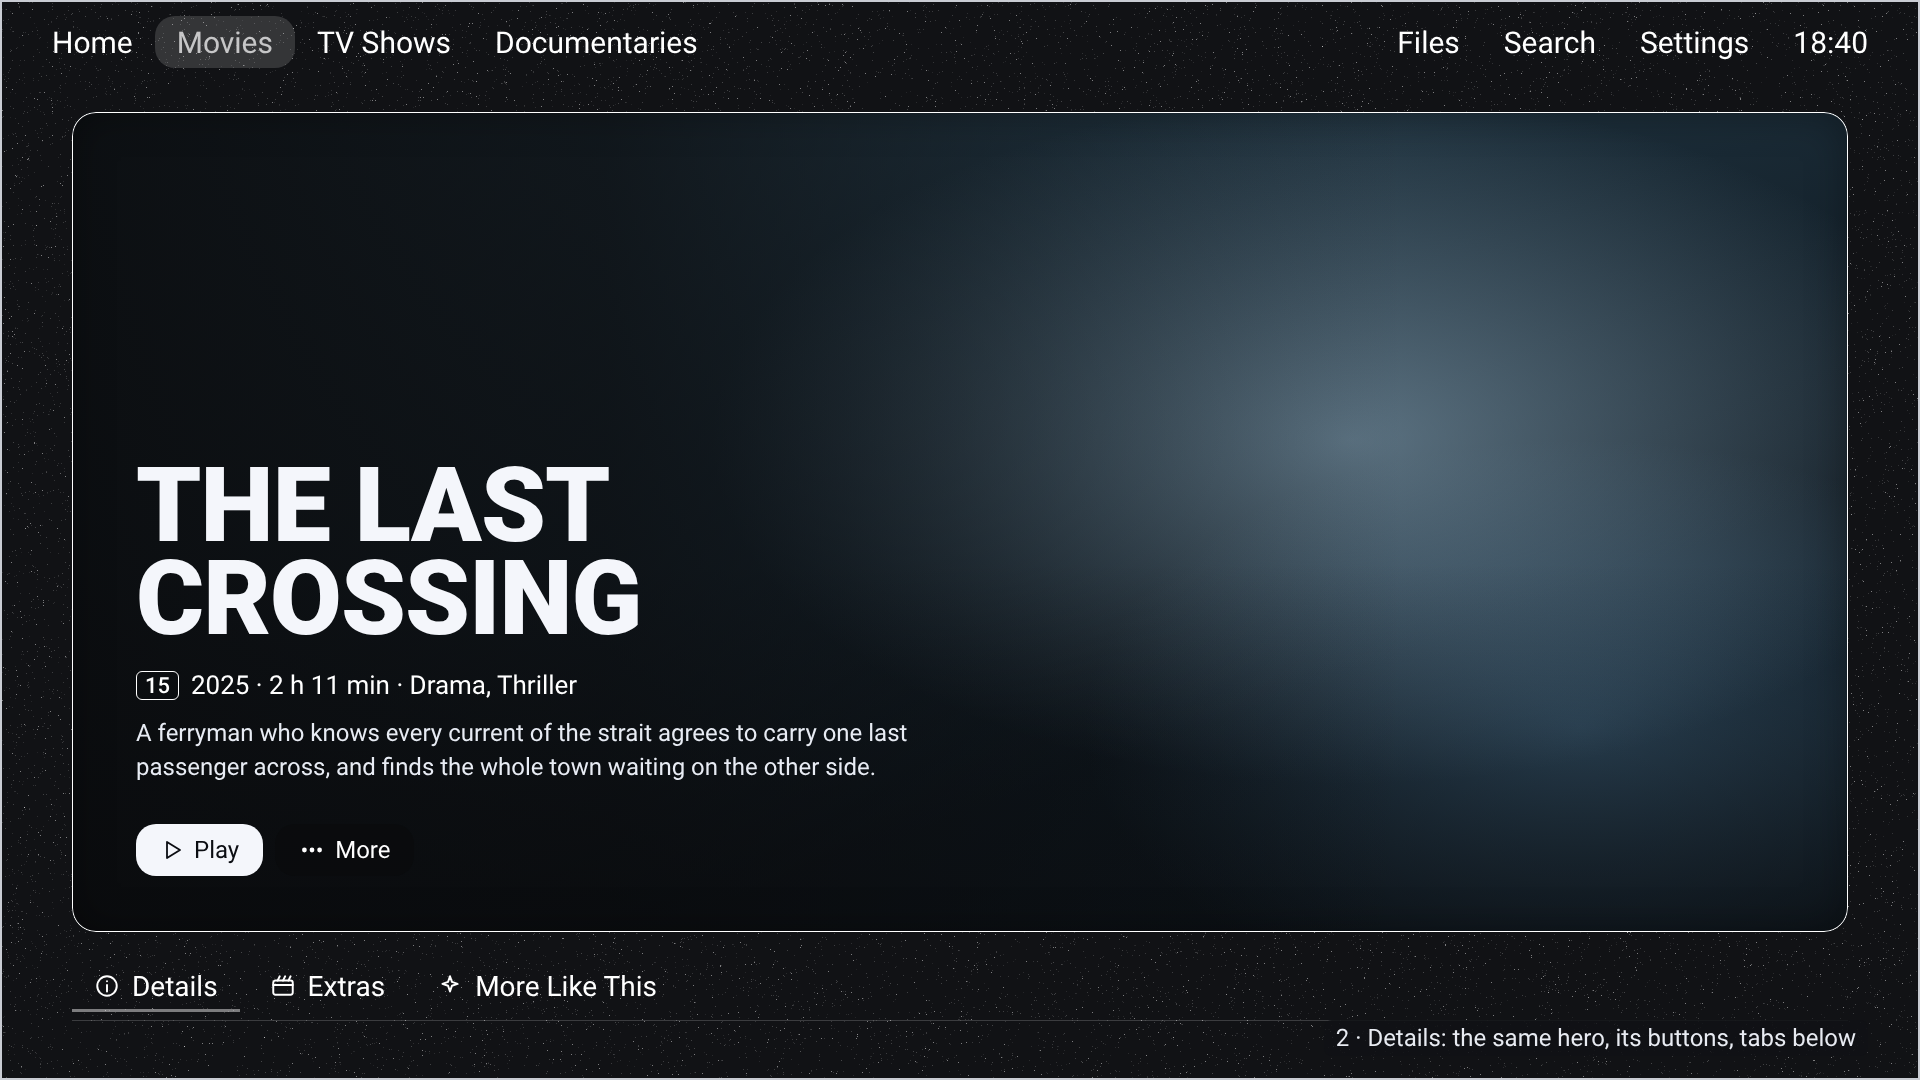 Home Movies TV Shows Documentaries Files Search Settings 18:40
THE LAST
CROSSING
15 2025 · 2 h 11 min · Drama, Thriller
A ferryman who knows every current of the strait agrees to carry one last
passenger across, and finds the whole town waiting on the other side.
Play More
Details Extras More Like This
2 · Details: the same hero, its buttons, tabs below